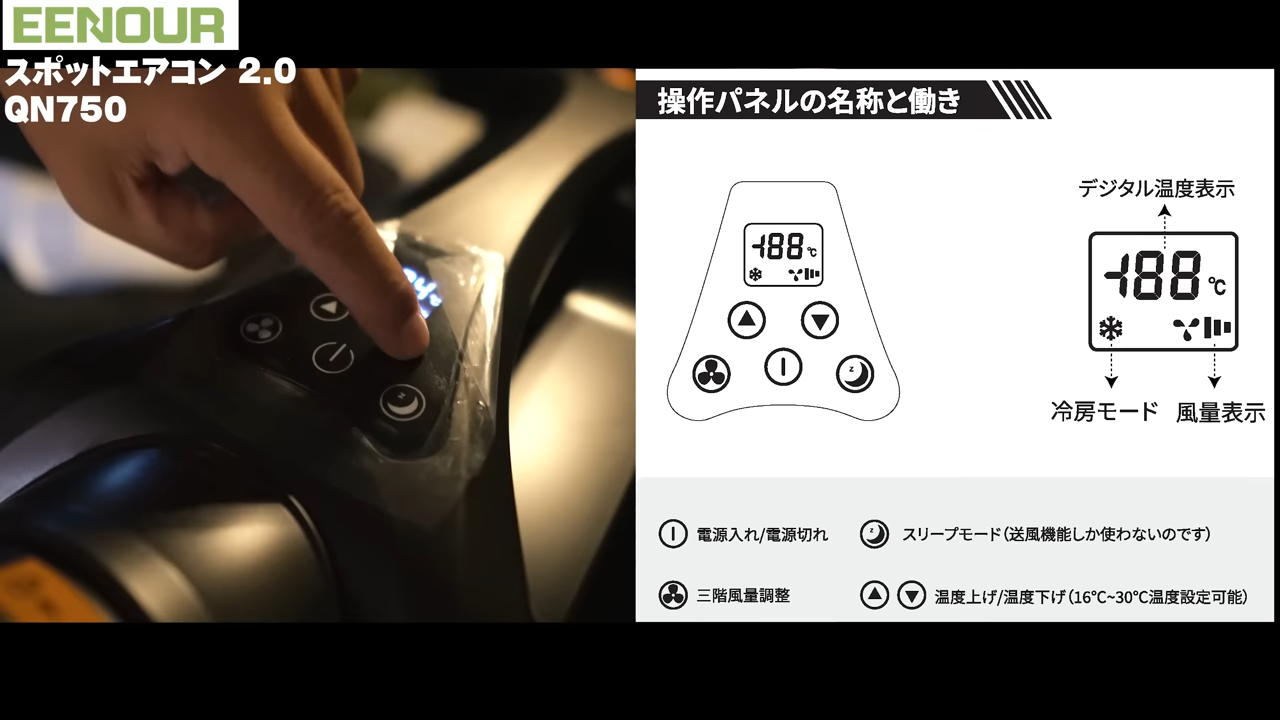 EENOUR
スポットエアコン 2.0
QN750
操作パネルの名称と働き
デジタル温度表示
-188℃
-188℃
冷房モード 風量表示
電源入れ/電源切れ
スリープモード(送風機能しか使わないのです)
三階風量調整
温度上げ/温度下げ(16℃~30℃温度設定可能)